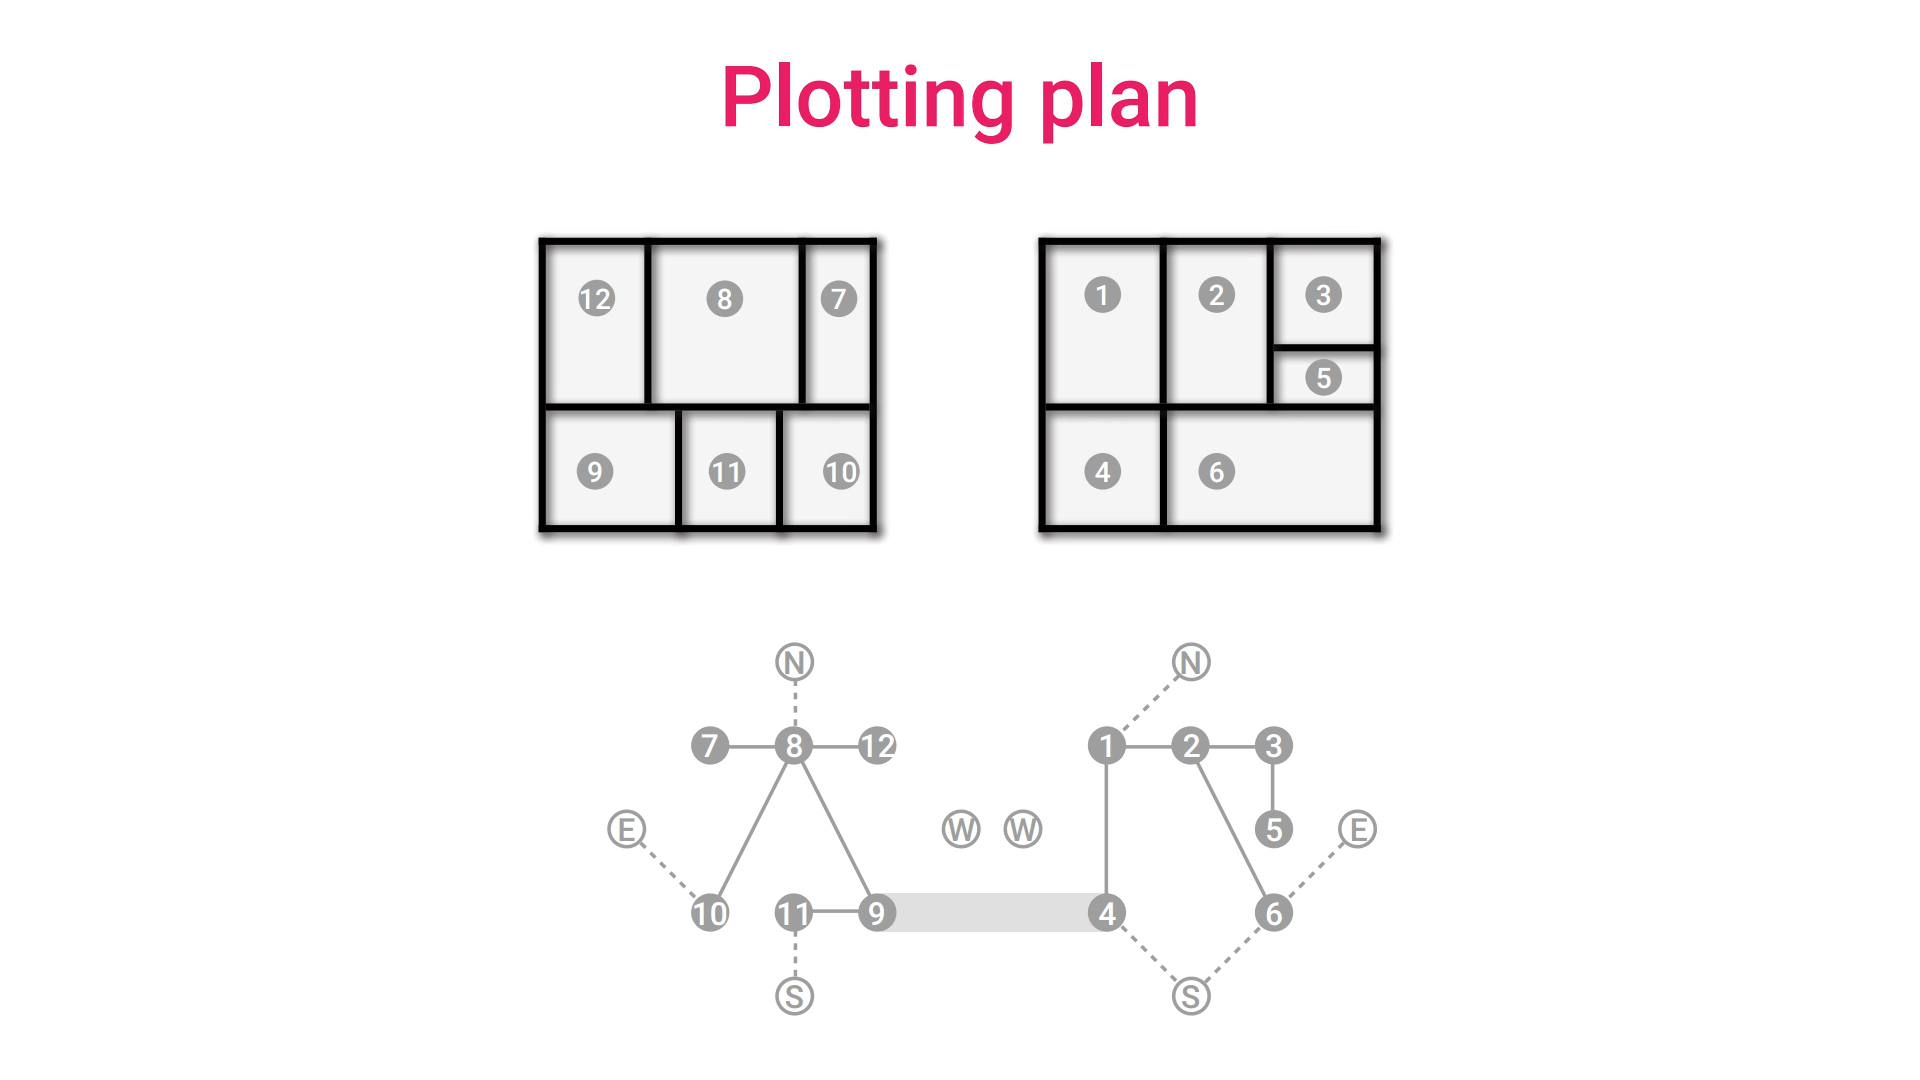 Plotting plan
12 8 7
9 11 10
1 2 3
5
4 6
N
7 8 12
E W
10 11 9
S
N
1 2 3
W 5 E
4 6
S